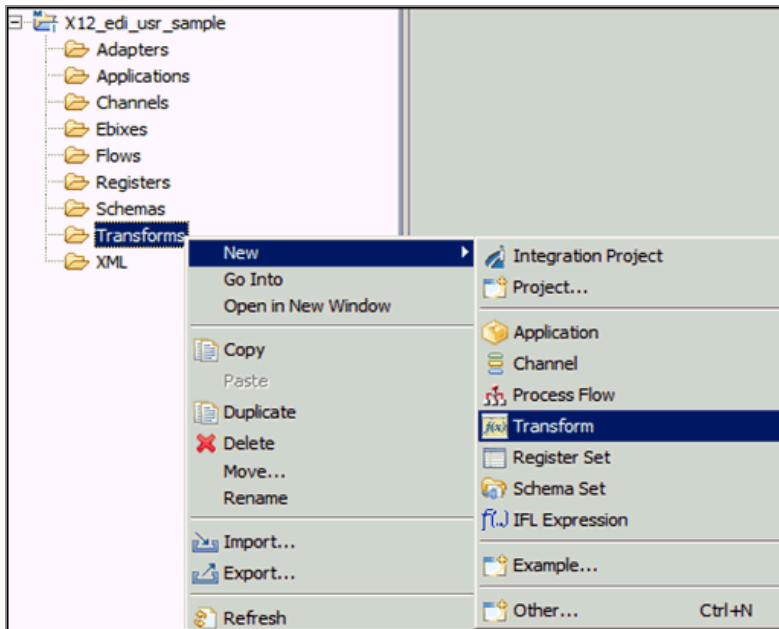 X12_edi_usr_sample
Adapters
Applications
Channels
Ebixes
Flows
Registers
Schemas
Transforms
XML
New
Go Into
Open in New Window
Copy
Paste
Duplicate
Delete
Move...
Rename
Import...
Export...
Refresh
Integration Project
Project...
Application
Channel
Process Flow
f(x) Transform
Register Set
Schema Set
f(..) IFL Expression
Example...
Other... Ctrl+N